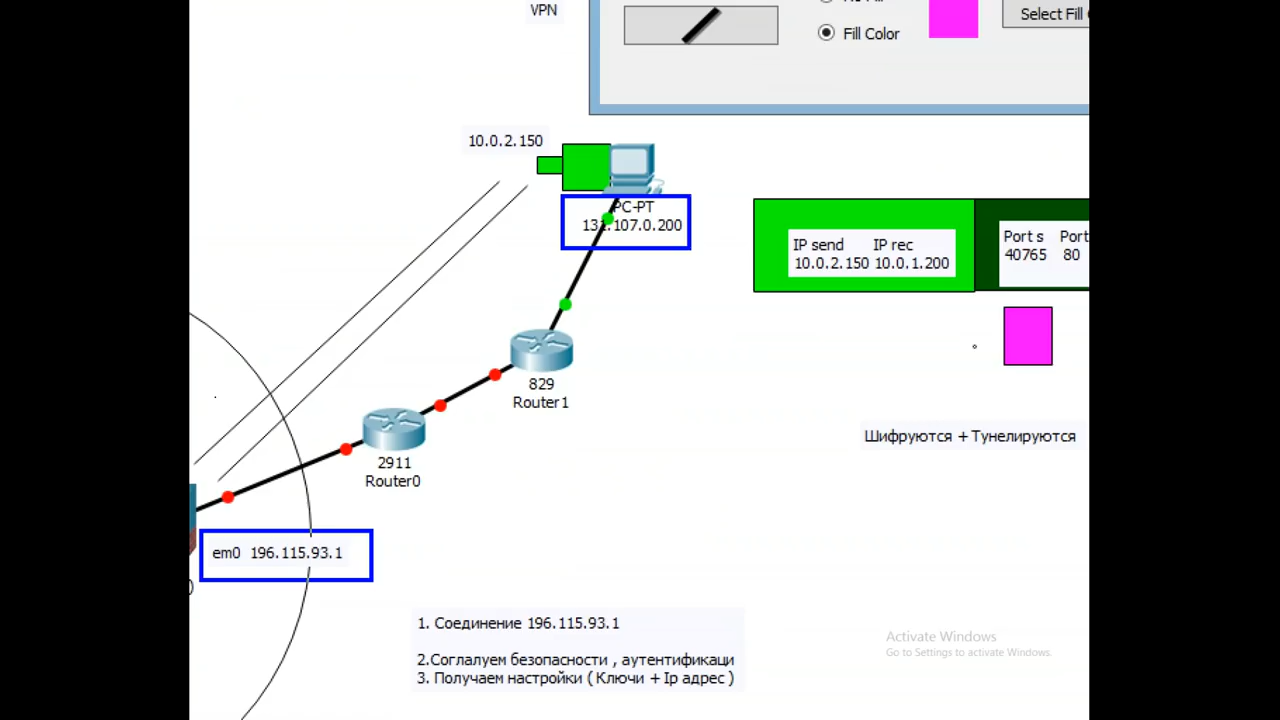 VPN
Fill Color
10.0.2.150
PC-PT
131.107.0.200
IP send IP rec
10.0.2.150 10.0.1.200
Port s Port
40765 80
829
Router1
2911
Router0
Шифруются + Тунелируются
em0 196.115.93.1
)
1. Соединение 196.115.93.1
2.Соглалуем безопасности , аутентификаци
3. Получаем настройки ( Ключи + Ip адрес )
Select Fill
Activate Windows
Go to Settings to activate Windows.